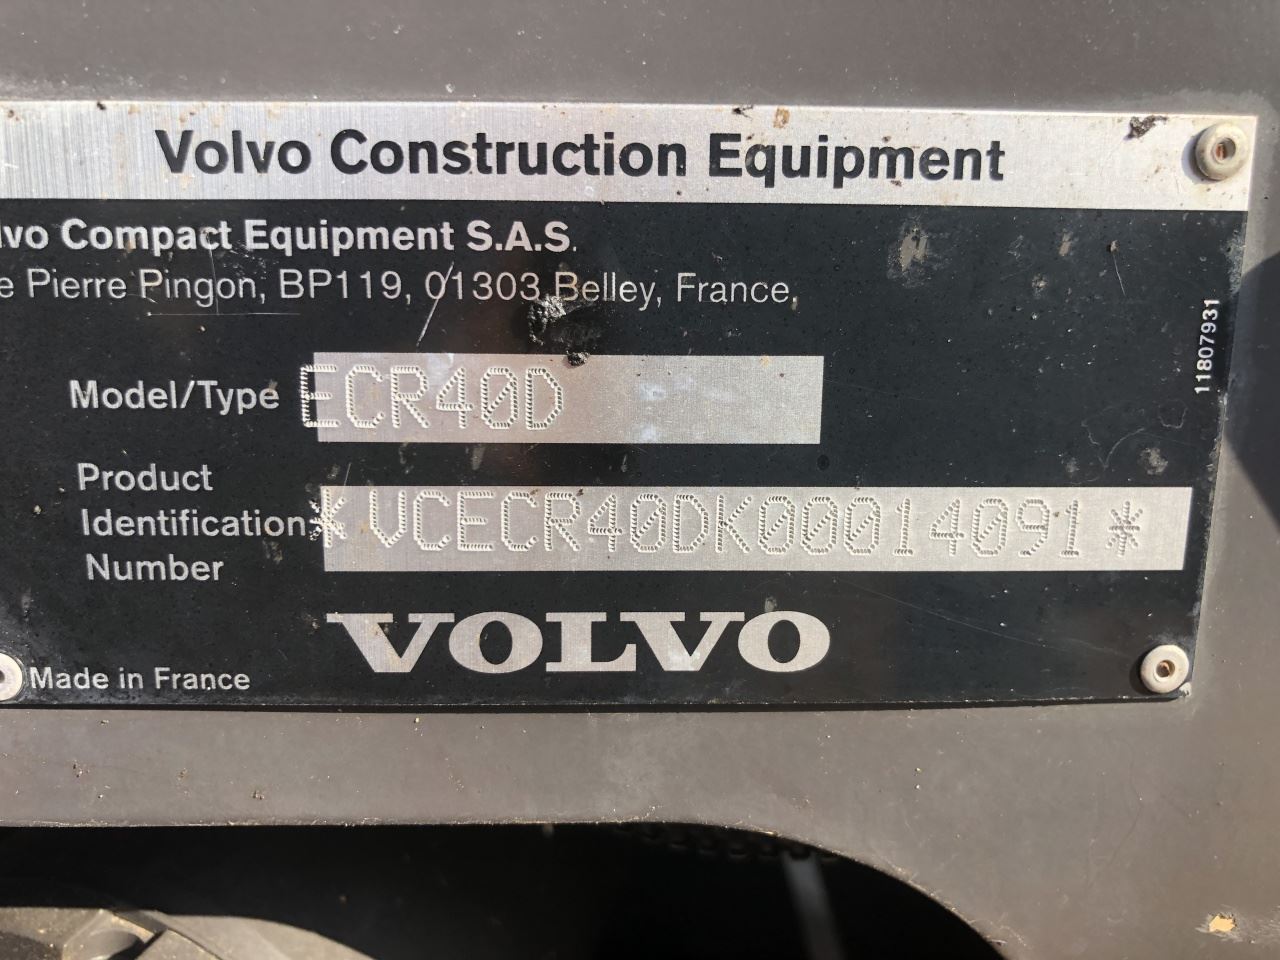 Volvo Construction Equipment
lvo Compact Equipment S.A.S.
e Pierre Pingon, BP119, 01303 Belley, France.
11807931
Model/Type ECR40D
Product
Identification *VCECR40DK00014091*
Number
VOLVO
Made in France